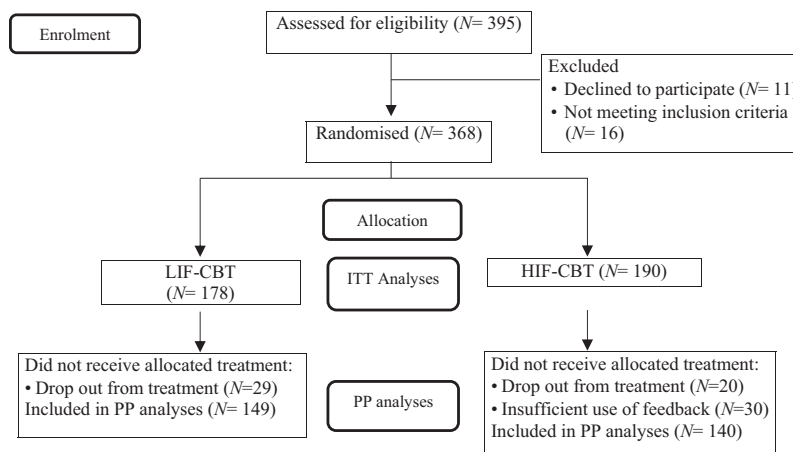 Enrolment
Assessed for eligibility (N= 395)
Excluded
• Declined to participate (N= 11)
• Not meeting inclusion criteria
(N= 16)
Randomised (N= 368)
Allocation
LIF-CBT
(N= 178)
ITT Analyses
HIF-CBT (N= 190)
Did not receive allocated treatment:
• Drop out from treatment (N=29)
Included in PP analyses (N= 149)
PP analyses
Did not receive allocated treatment:
• Drop out from treatment (N=20)
• Insufficient use of feedback (N=30)
Included in PP analyses (N= 140)